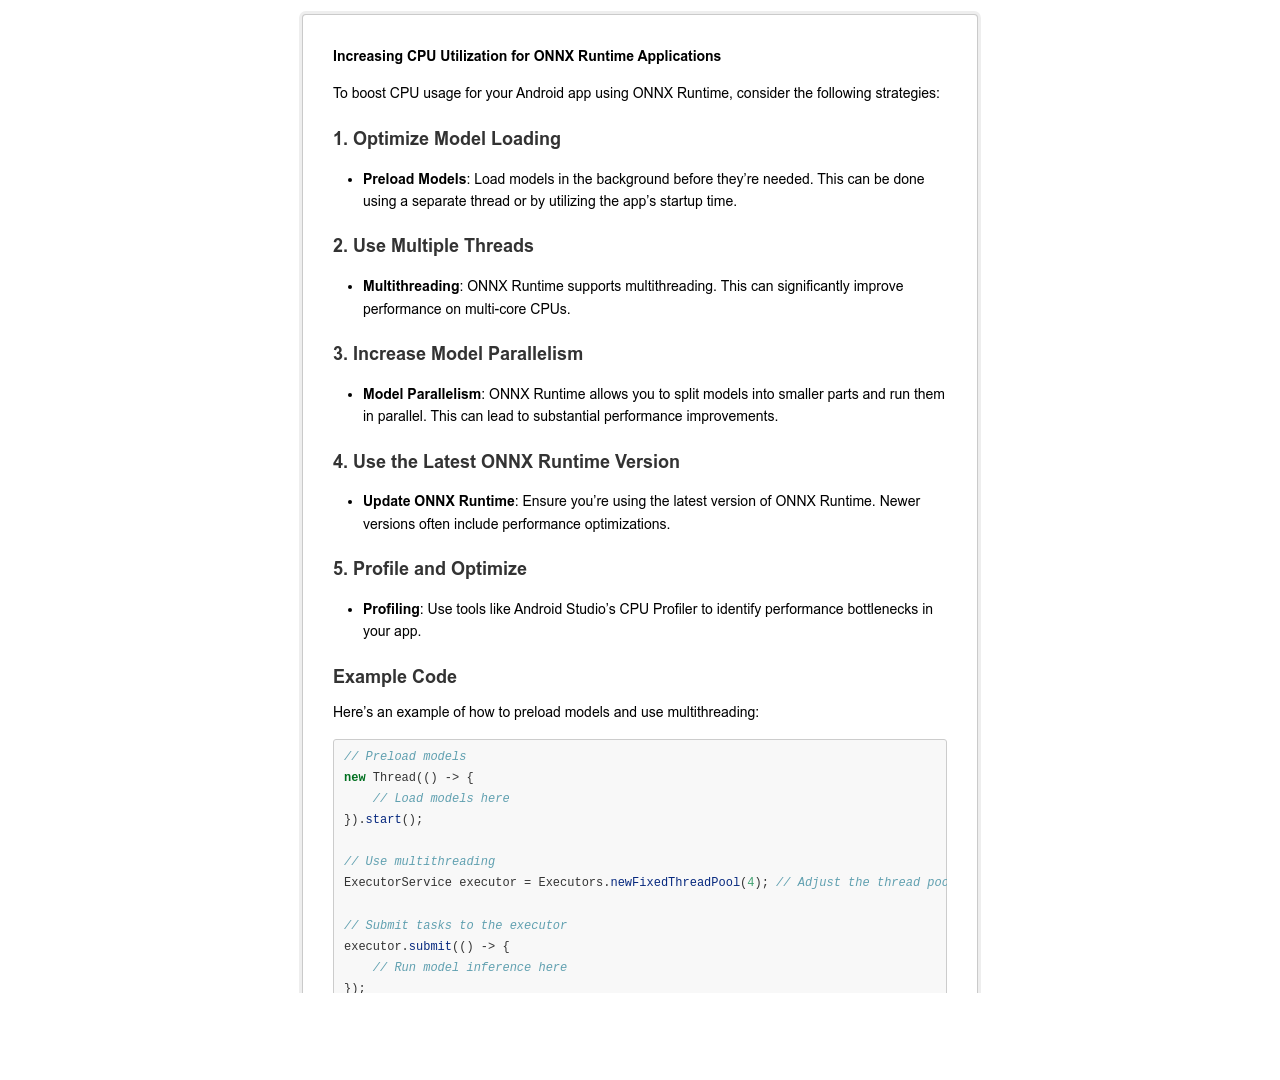 Increasing CPU Utilization for ONNX Runtime Applications
To boost CPU usage for your Android app using ONNX Runtime, consider the following strategies:
1. Optimize Model Loading
• Preload Models: Load models in the background before they’re needed. This can be done
using a separate thread or by utilizing the app’s startup time.
2. Use Multiple Threads
• Multithreading: ONNX Runtime supports multithreading. This can significantly improve
performance on multi-core CPUs.
3. Increase Model Parallelism
• Model Parallelism: ONNX Runtime allows you to split models into smaller parts and run them
in parallel. This can lead to substantial performance improvements.
4. Use the Latest ONNX Runtime Version
• Update ONNX Runtime: Ensure you’re using the latest version of ONNX Runtime. Newer
versions often include performance optimizations.
5. Profile and Optimize
• Profiling: Use tools like Android Studio’s CPU Profiler to identify performance bottlenecks in
your app.
Example Code
Here’s an example of how to preload models and use multithreading:
// Preload models
new Thread(() -> {
    // Load models here
}).start();
// Use multithreading
ExecutorService executor = Executors.newFixedThreadPool(4); // Adjust the thread
// Submit tasks to the executor
executor.submit(() -> {
    // Run model inference here
});